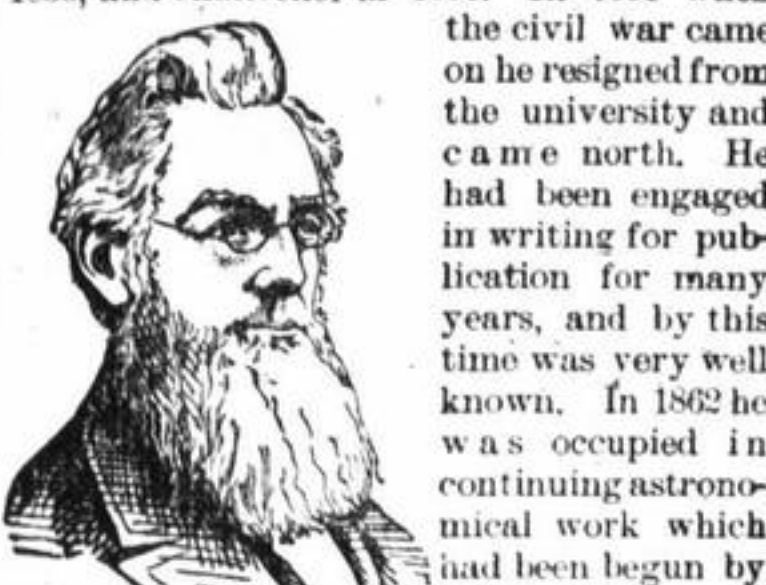 the civil war came
on he resigned from
the university and
came north. He
had been engaged
in writing for pub-
lication for many
years, and by this
time was very well
known. In 1862 he
was occupied in
continuing astrono-
mical work which
had been begun by